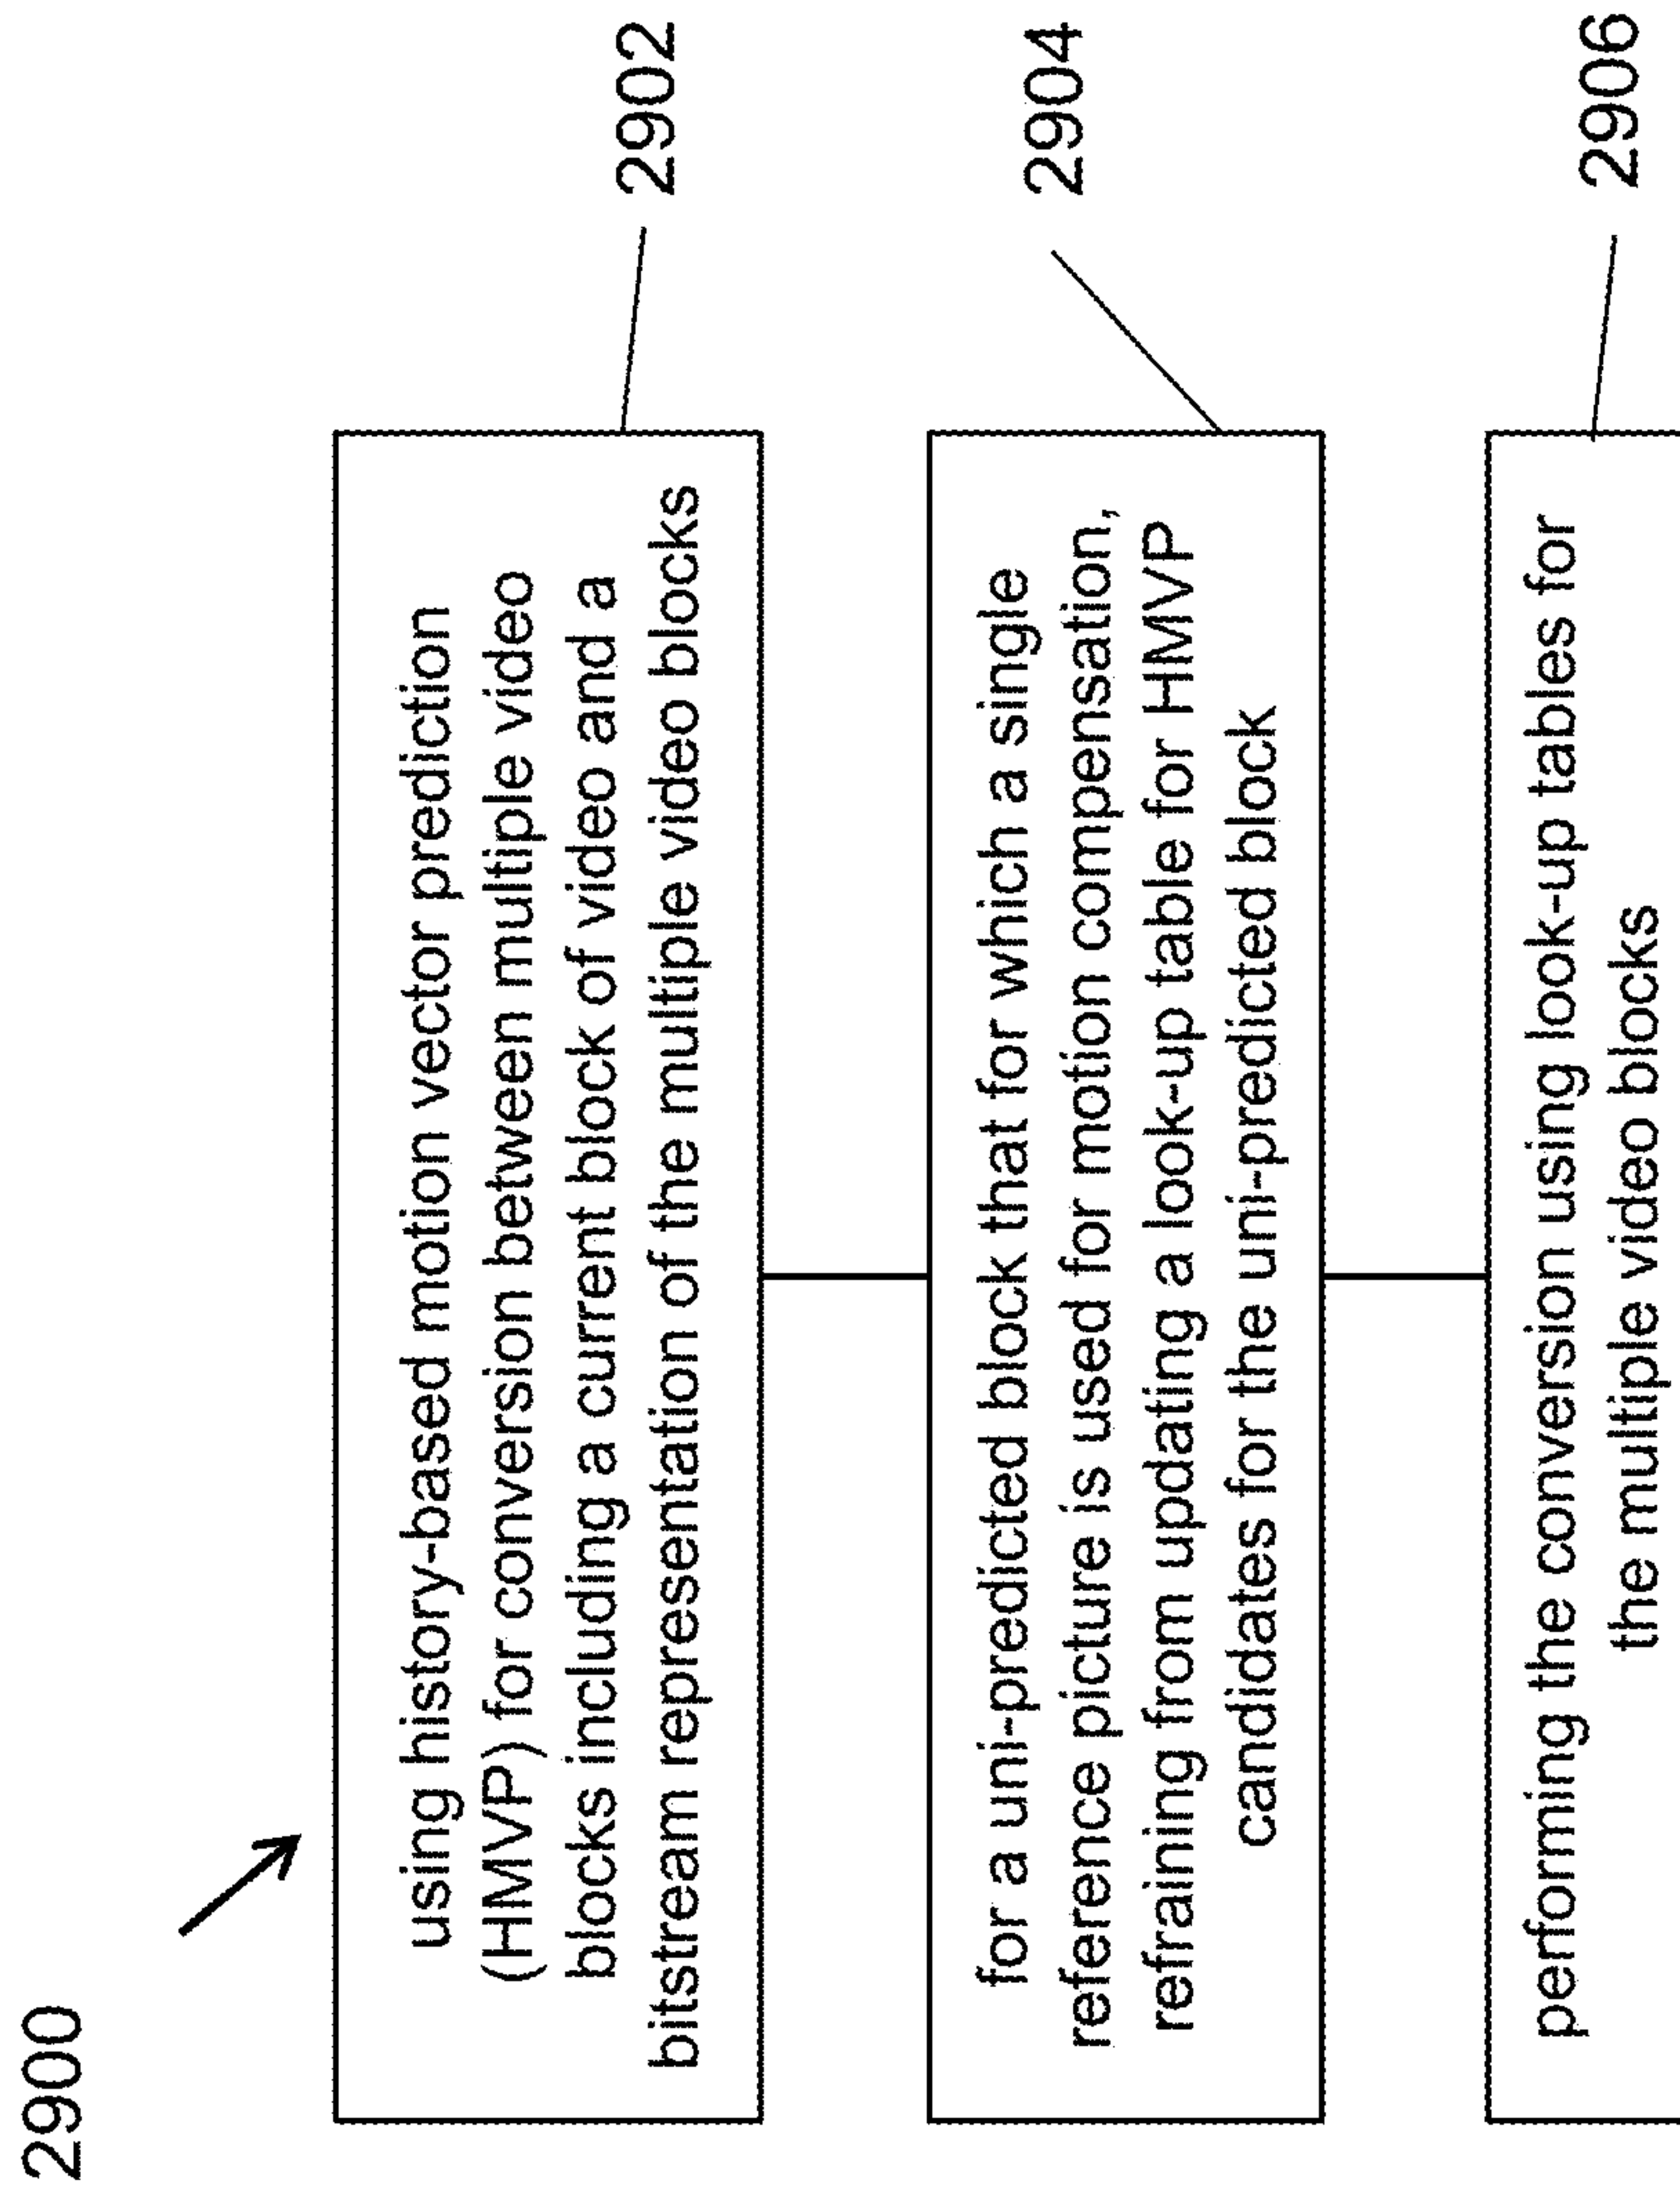 2900
using history-based motion vector prediction
(HMVP) for conversion between multiple video
blocks including a current block of video and a
bitstream representation of the multiple video blocks
2902
for a uni-predicted block that for which a single
reference picture is used for motion compensation,
refraining from updating a look-up table for HMVP
candidates for the uni-predicted block
2904
performing the conversion using look-up tables for
the multiple video blocks
2906